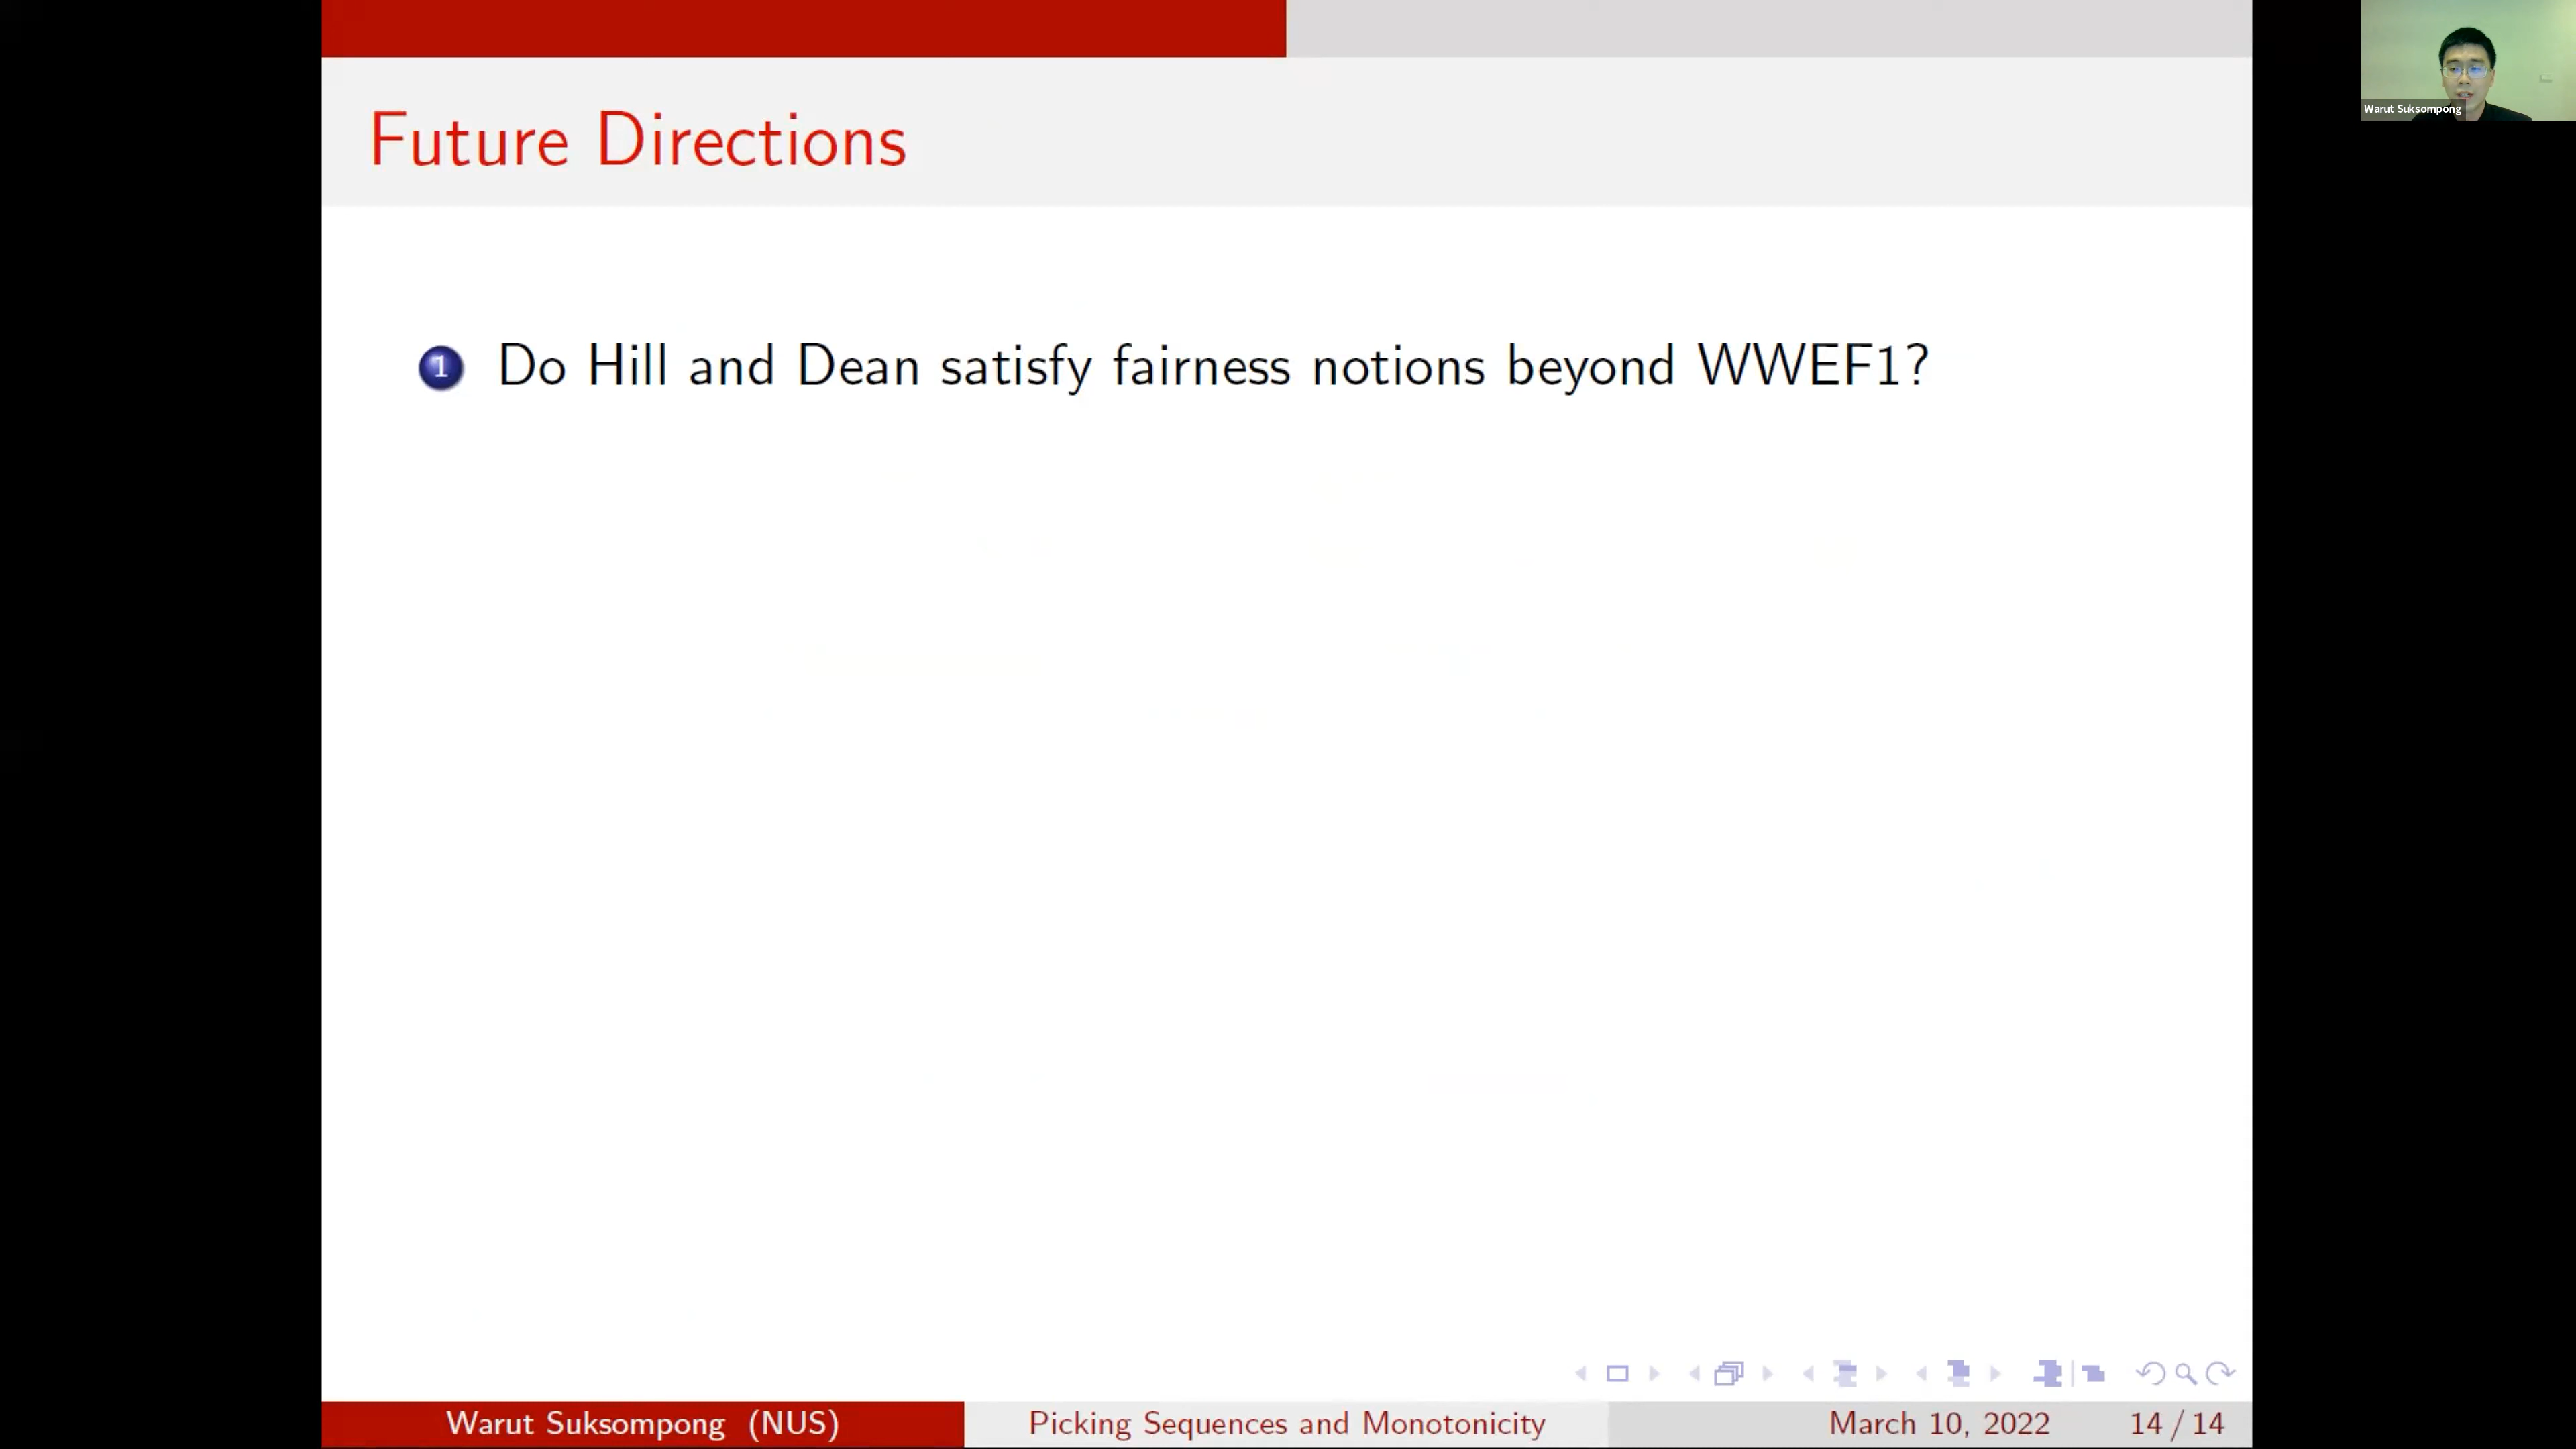 Future Directions
Warut Suksompong
1 Do Hill and Dean satisfy fairness notions beyond WWEF1?
Warut Suksompong (NUS) Picking Sequences and Monotonicity March 10, 2022 14 / 14